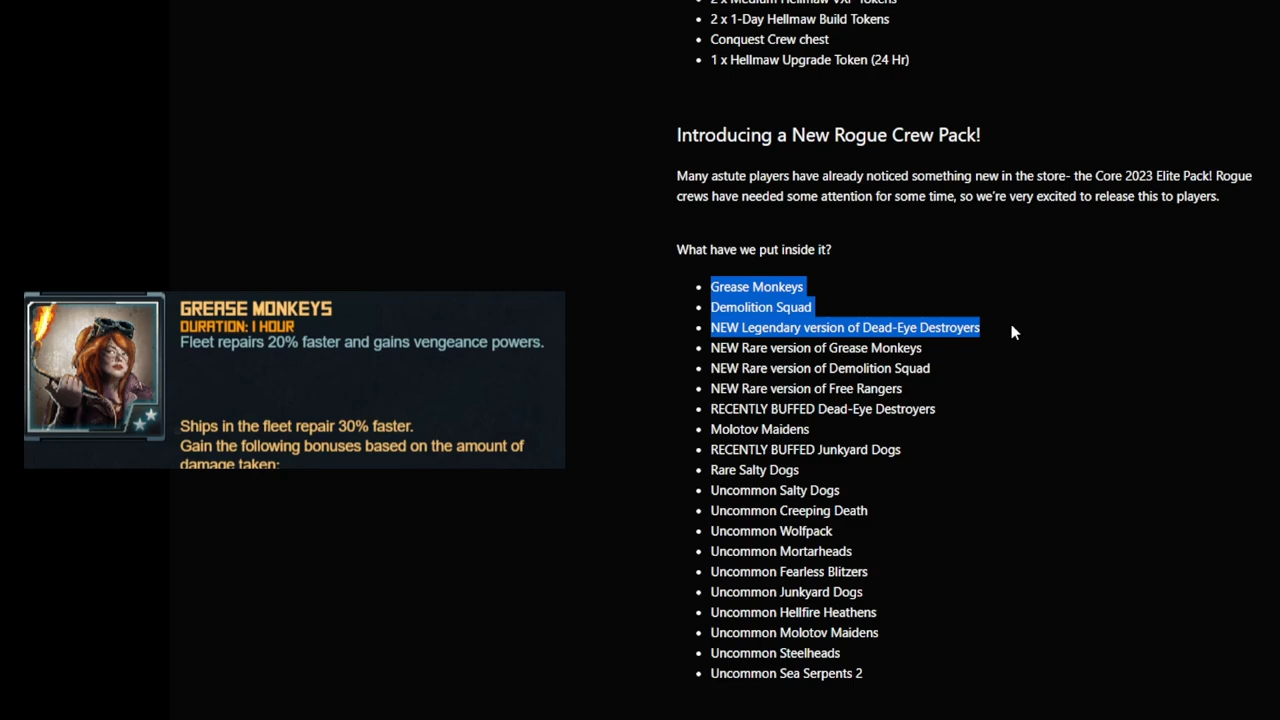 2 x Medium Hellmaw VXP Tokens
2 x 1-Day Hellmaw Build Tokens
Conquest Crew chest
1 x Hellmaw Upgrade Token (24 Hr)
Introducing a New Rogue Crew Pack!
Many astute players have already noticed something new in the store- the Core 2023 Elite Pack! Rogue
crews have needed some attention for some time, so we're very excited to release this to players.
What have we put inside it?
Grease Monkeys
Demolition Squad
NEW Legendary version of Dead-Eye Destroyers
NEW Rare version of Grease Monkeys
NEW Rare version of Demolition Squad
NEW Rare version of Free Rangers
RECENTLY BUFFED Dead-Eye Destroyers
Molotov Maidens
RECENTLY BUFFED Junkyard Dogs
Rare Salty Dogs
Uncommon Salty Dogs
Uncommon Creeping Death
Uncommon Wolfpack
Uncommon Mortarheads
Uncommon Fearless Blitzers
Uncommon Junkyard Dogs
Uncommon Hellfire Heathens
Uncommon Molotov Maidens
Uncommon Steelheads
Uncommon Sea Serpents 2
GREASE MONKEYS
DURATION: 1 HOUR
Fleet repairs 20% faster and gains vengeance powers.
Ships in the fleet repair 30% faster.
Gain the following bonuses based on the amount of
damage taken: